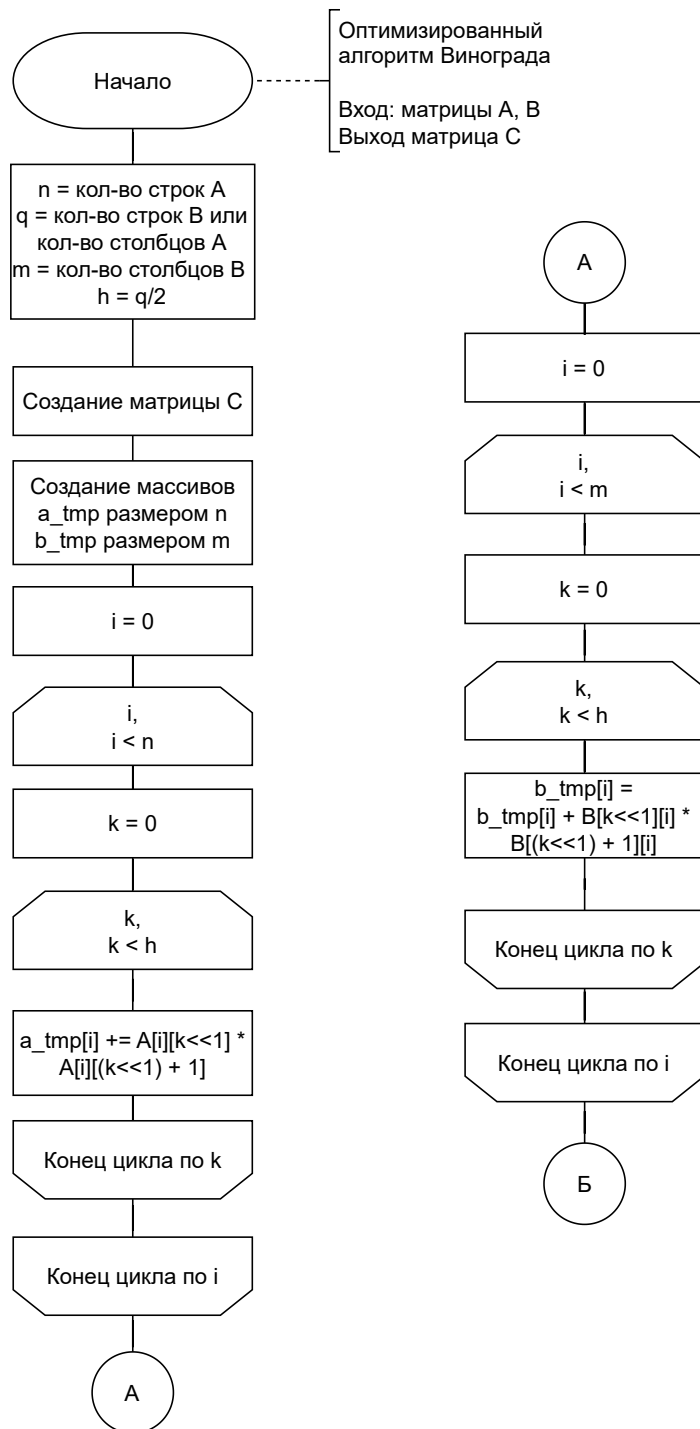 Начало
Оптимизированный
алгоритм Винограда
Вход: матрицы A, B
Выход матрица C
n = кол-во строк A
q = кол-во строк B или
кол-во столбцов A
m = кол-во столбцов B
h = q/2
Создание матрицы C
Создание массивов
a_tmp размером n
b_tmp размером m
i = 0
i,
i < n
k = 0
k,
k < h
a_tmp[i] += A[i][k<<1] *
A[i][(k<<1) + 1]
Конец цикла по k
Конец цикла по i
А
А
i = 0
i,
i < m
k = 0
k,
k < h
b_tmp[i] =
b_tmp[i] + B[k<<1][i] *
B[(k<<1) + 1][i]
Конец цикла по k
Конец цикла по i
Б